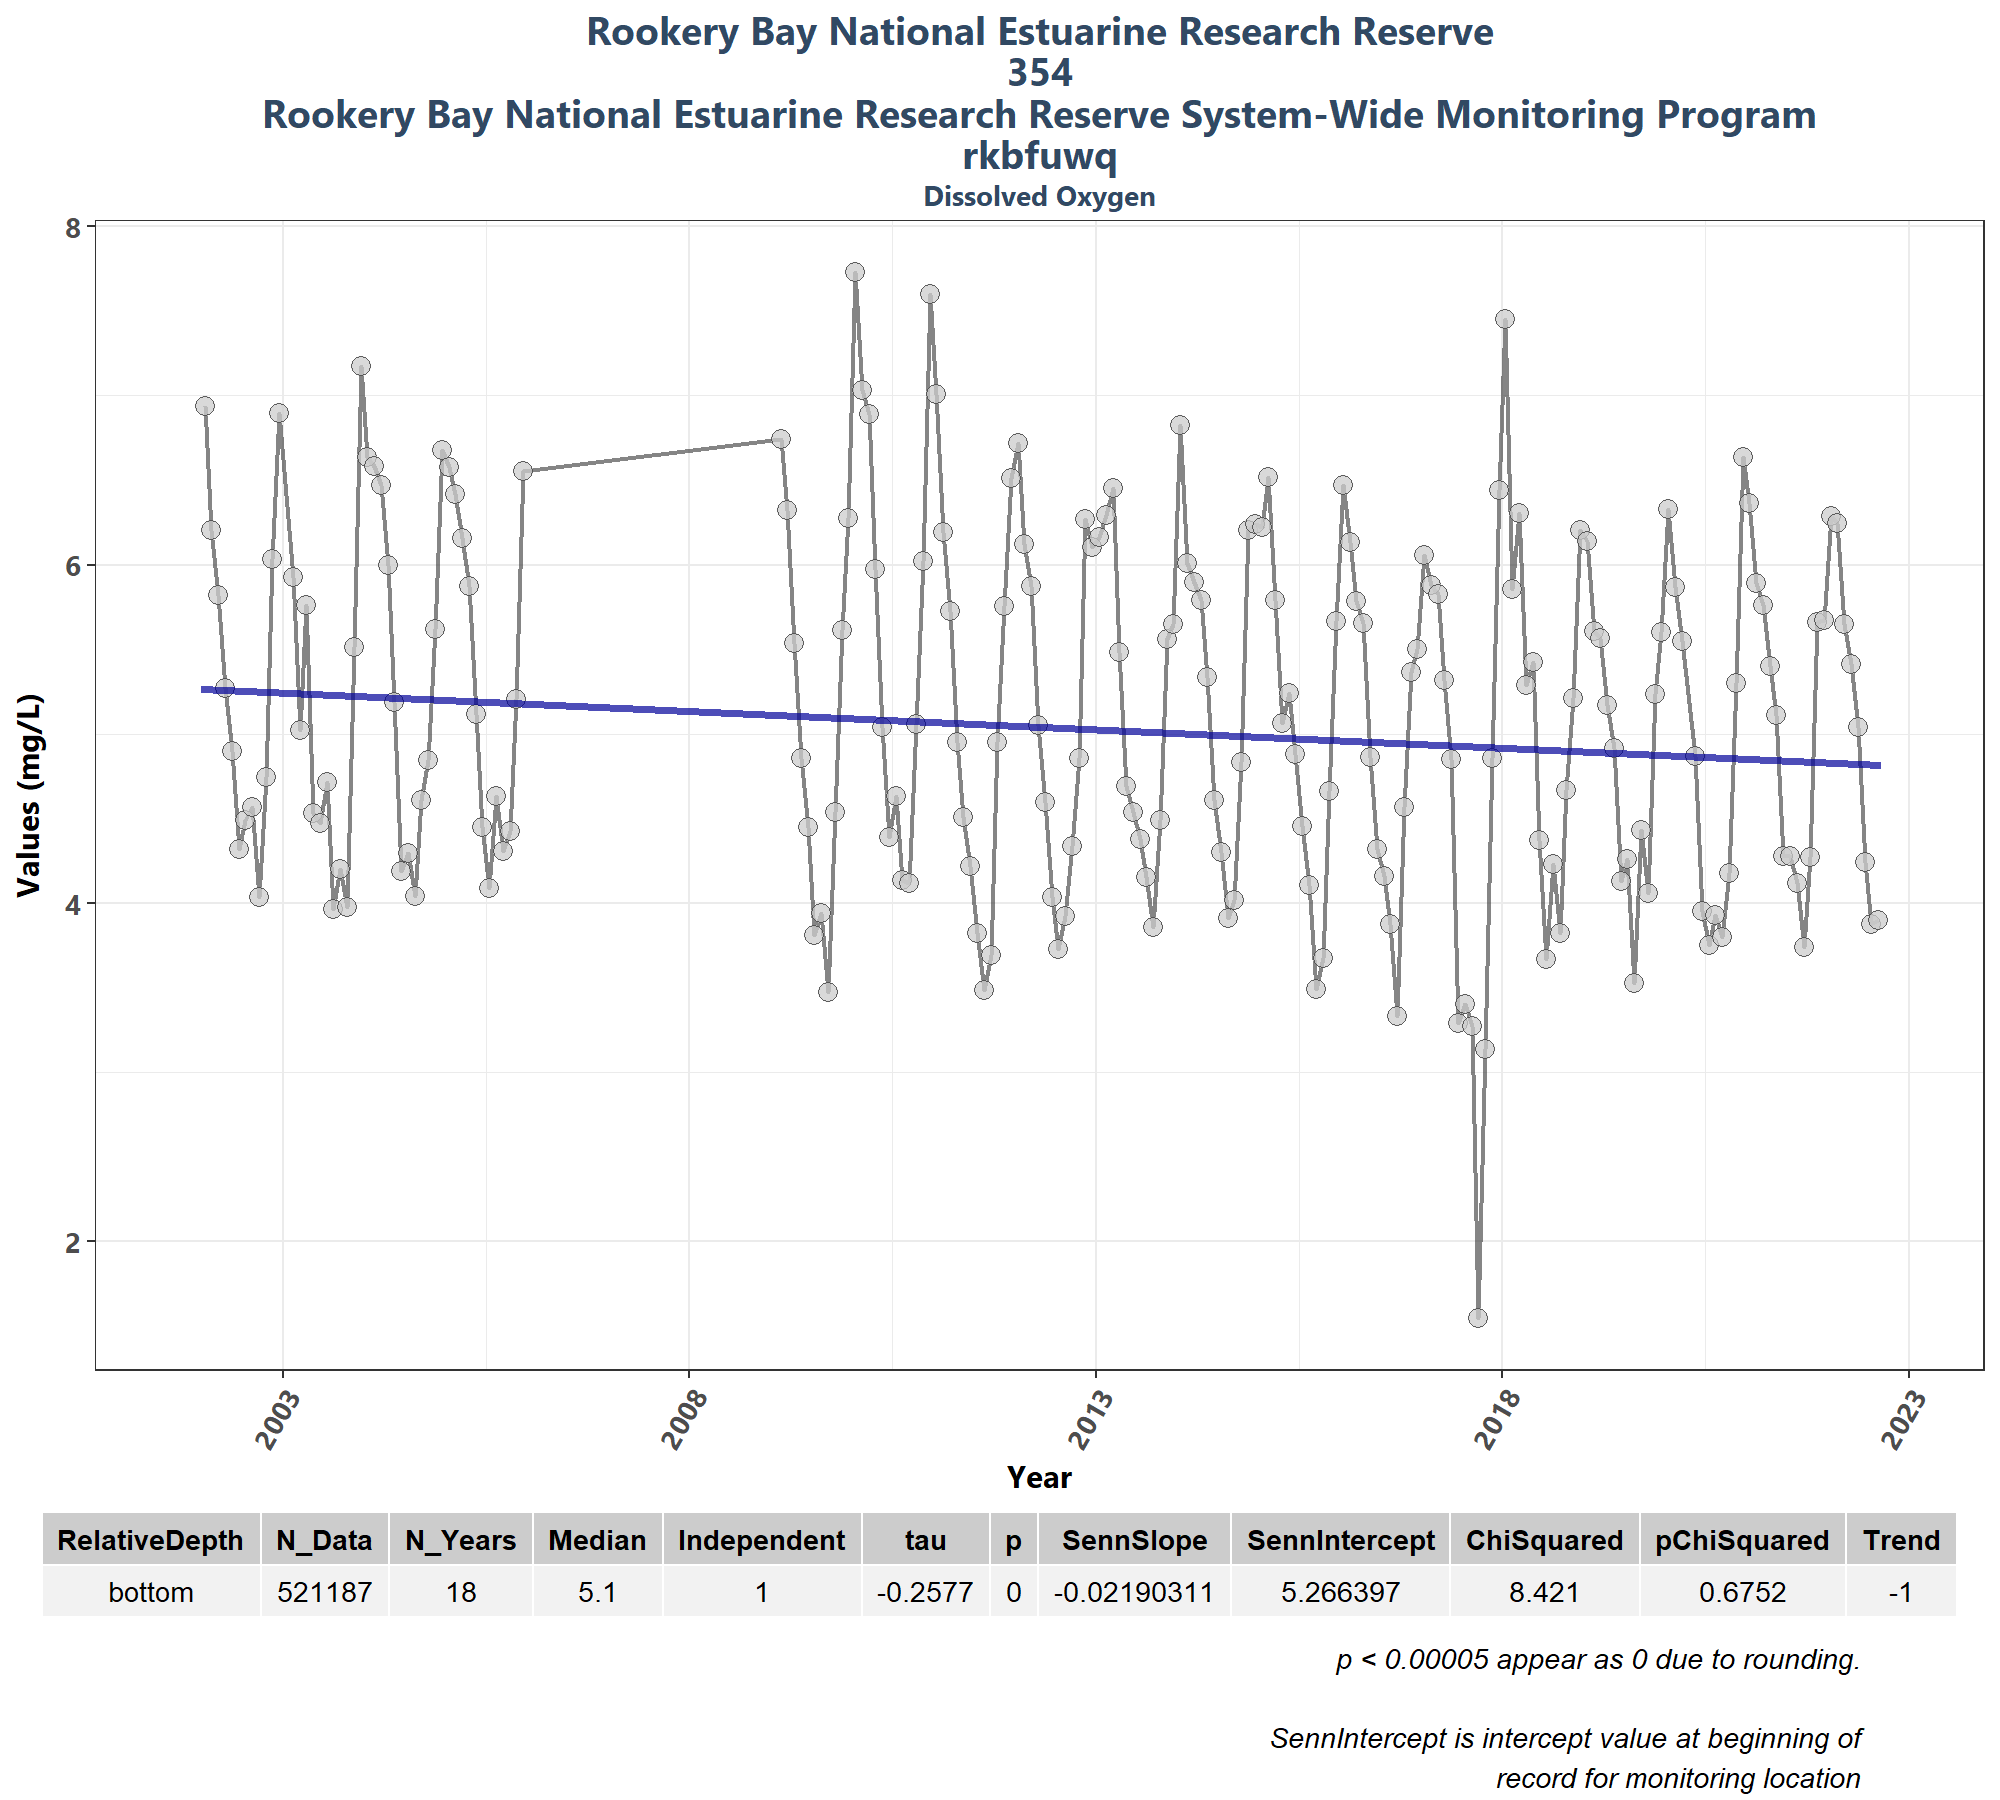 Rookery Bay National Estuarine Research Reserve
354
Rookery Bay National Estuarine Research Reserve System-Wide Monitoring Program
rkbfuwq
Dissolved Oxygen
8
6
4
2
Values (mg/L)
2003
2008
2013
2018
2023
Year
RelativeDepth N_Data N_Years Median Independent tau p SennSlope SennIntercept ChiSquared pChiSquared Trend
bottom 521187 18 5.1 1 -0.2577 0 -0.02190311 5.266397 8.421 0.6752 -1
p < 0.00005 appear as 0 due to rounding.
SennIntercept is intercept value at beginning of
record for monitoring location